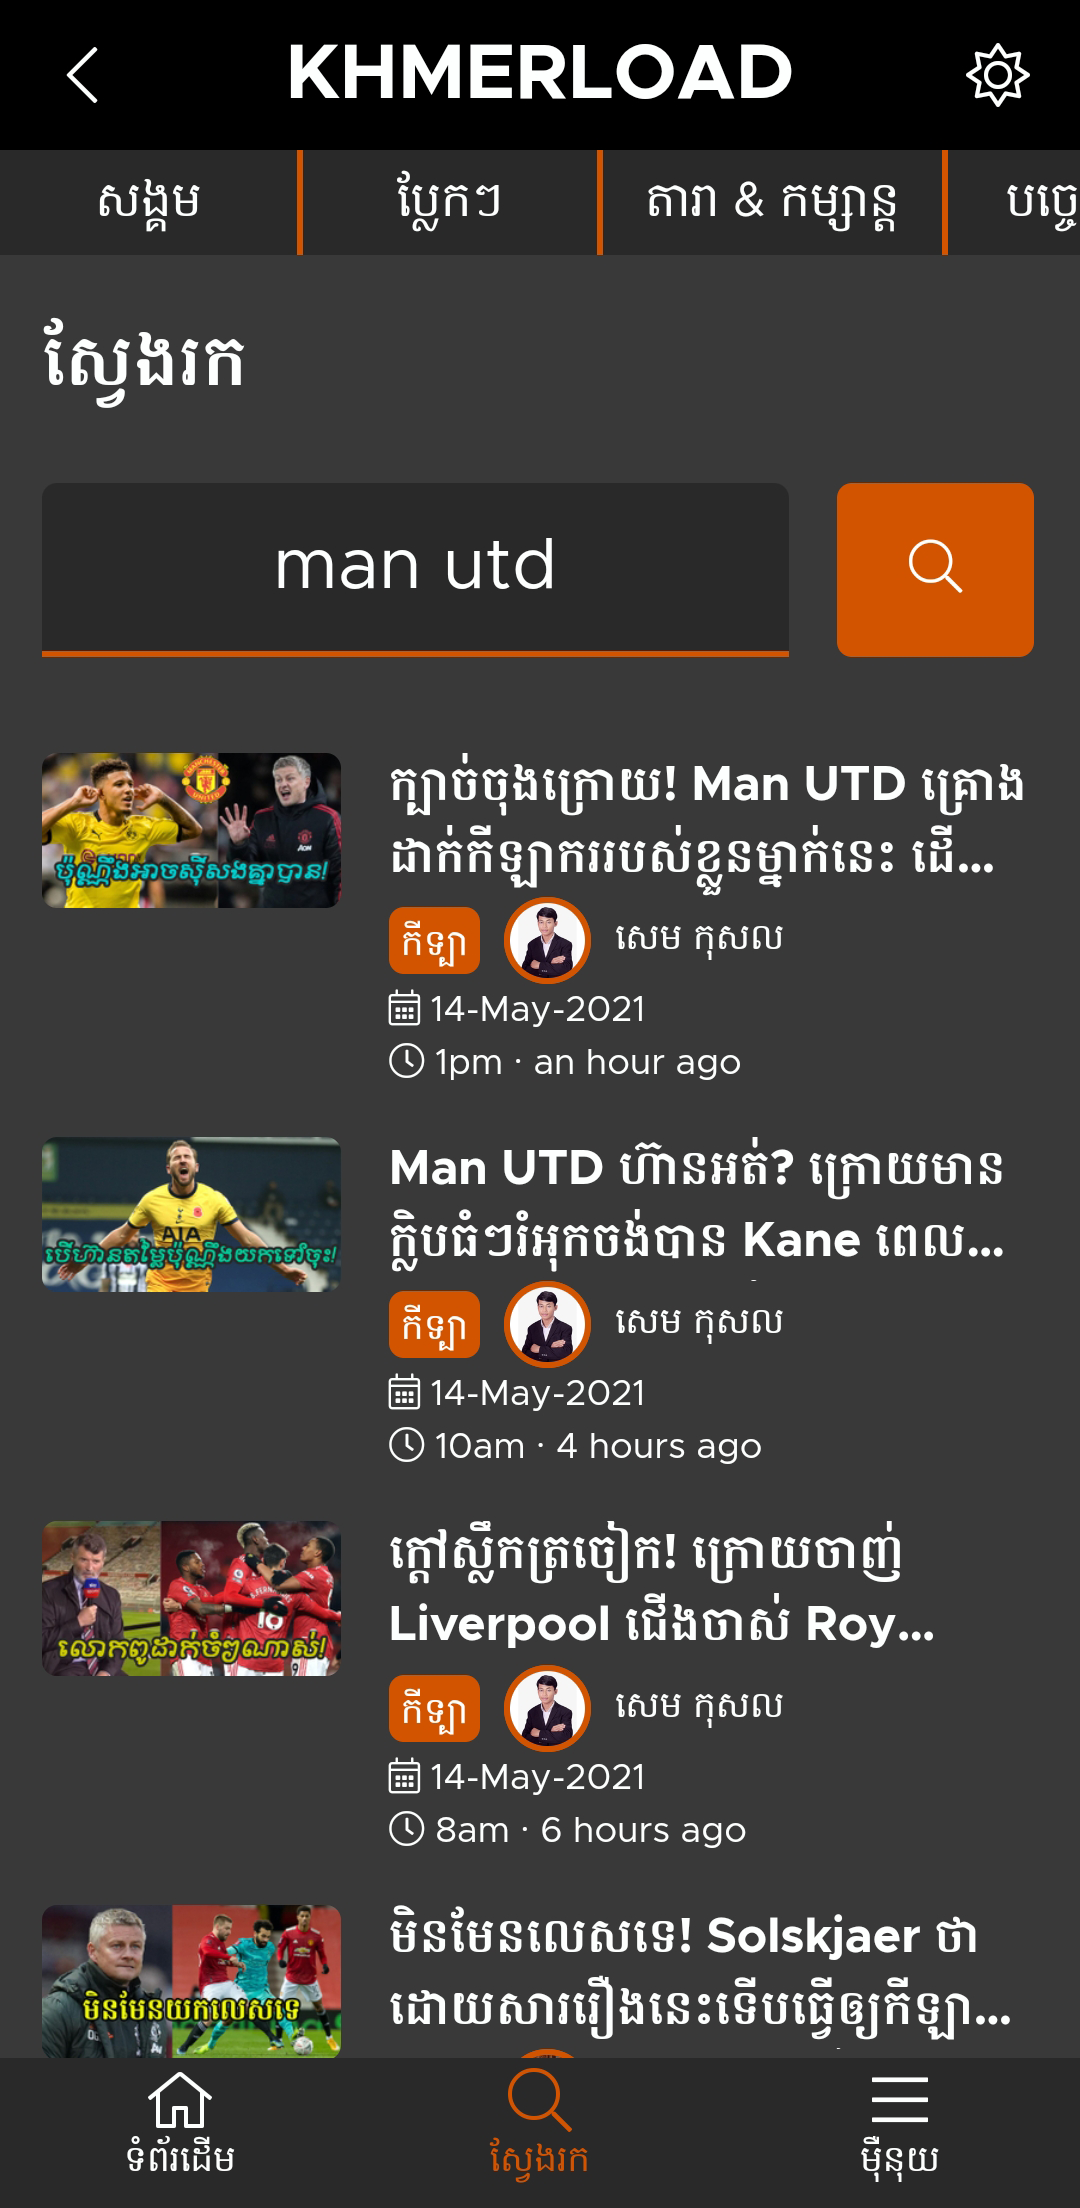 KHMERLOAD
សង្គម
ប្លែកៗ
តារា & កម្សាន្ត
បច្ចេ
ស្វែងរក
man utd
ប៉ុណ្ណឹងអាចស៊ីសងគ្នាបាន!
ក្បាច់ចុងក្រោយ! Man UTD គ្រោង
ដាក់កីឡាកររបស់ខ្លួនម្នាក់នេះ ដើ...
កីឡា
សេម កុសល
14-May-2021
1pm · an hour ago
AIA
បើហ៊ានតម្លៃប៉ុណ្ណឹងយកទៅចុះ!
Man UTD ហ៊ានអត់? ក្រោយមាន
ក្លិបធំៗរំអុកចង់បាន Kane ពេល...
កីឡា
សេម កុសល
14-May-2021
10am · 4 hours ago
លោកពូដាក់ចំៗណាស់!
ក្ដៅស្លឹកត្រចៀក! ក្រោយចាញ់
Liverpool ជើងចាស់ Roy...
កីឡា
សេម កុសល
14-May-2021
8am · 6 hours ago
មិនមែនយកលេសទេ
មិនមែនលេសទេ! Solskjaer ថា
ដោយសាររឿងនេះទើបធ្វើឲ្យកីឡា...
ទំព័រដើម
ស្វែងរក
ម៉ឺនុយ